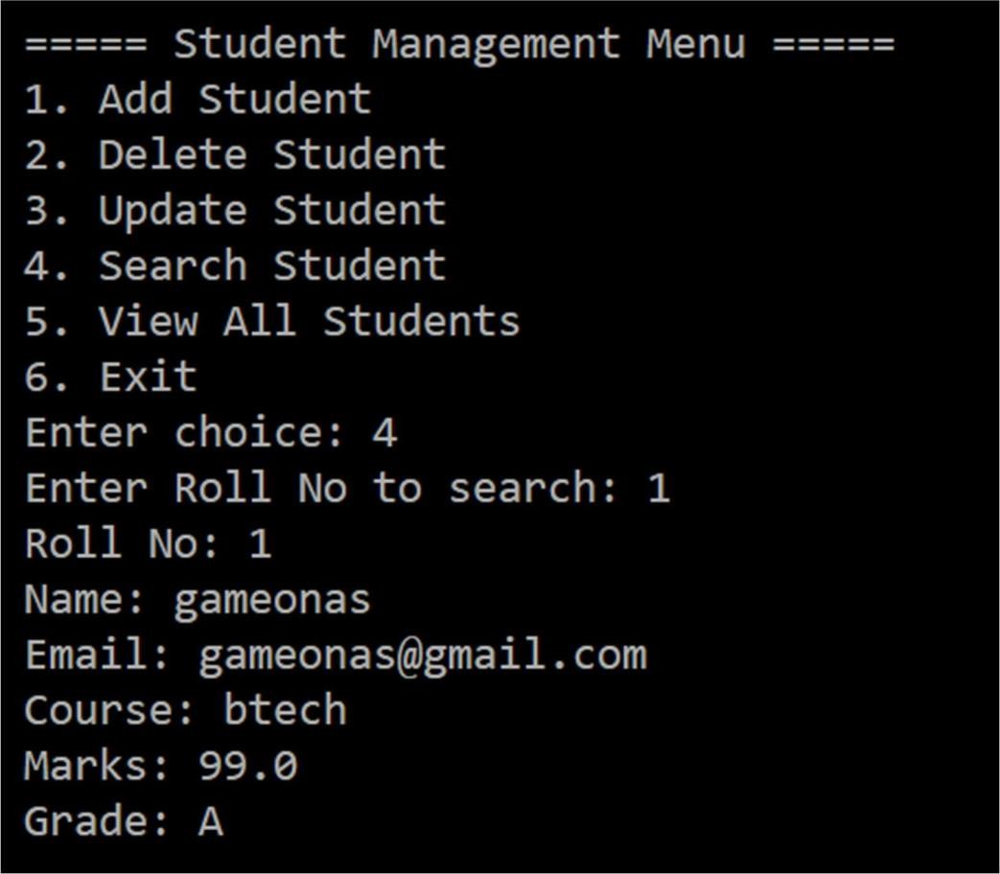 ===== Student Management Menu =====
1. Add Student
2. Delete Student
3. Update Student
4. Search Student
5. View All Students
6. Exit
Enter choice: 4
Enter Roll No to search: 1
Roll No: 1
Name: gameonas
Email: gameonas@gmail.com
Course: btech
Marks: 99.0
Grade: A